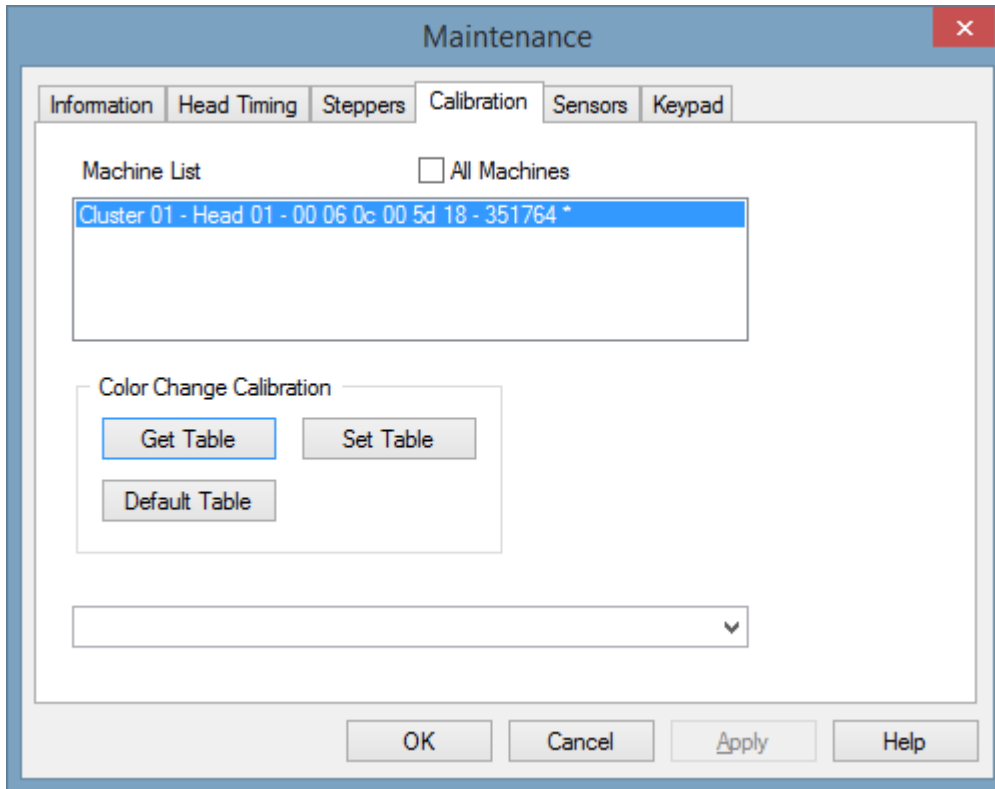 Maintenance
Information Head Timing Steppers Calibration Sensors Keypad
Machine List All Machines
Cluster 01 - Head 01 - 00 06 0c 00 5d 18 - 351764 *
Color Change Calibration
Get Table Set Table
Default Table
OK Cancel Apply Help